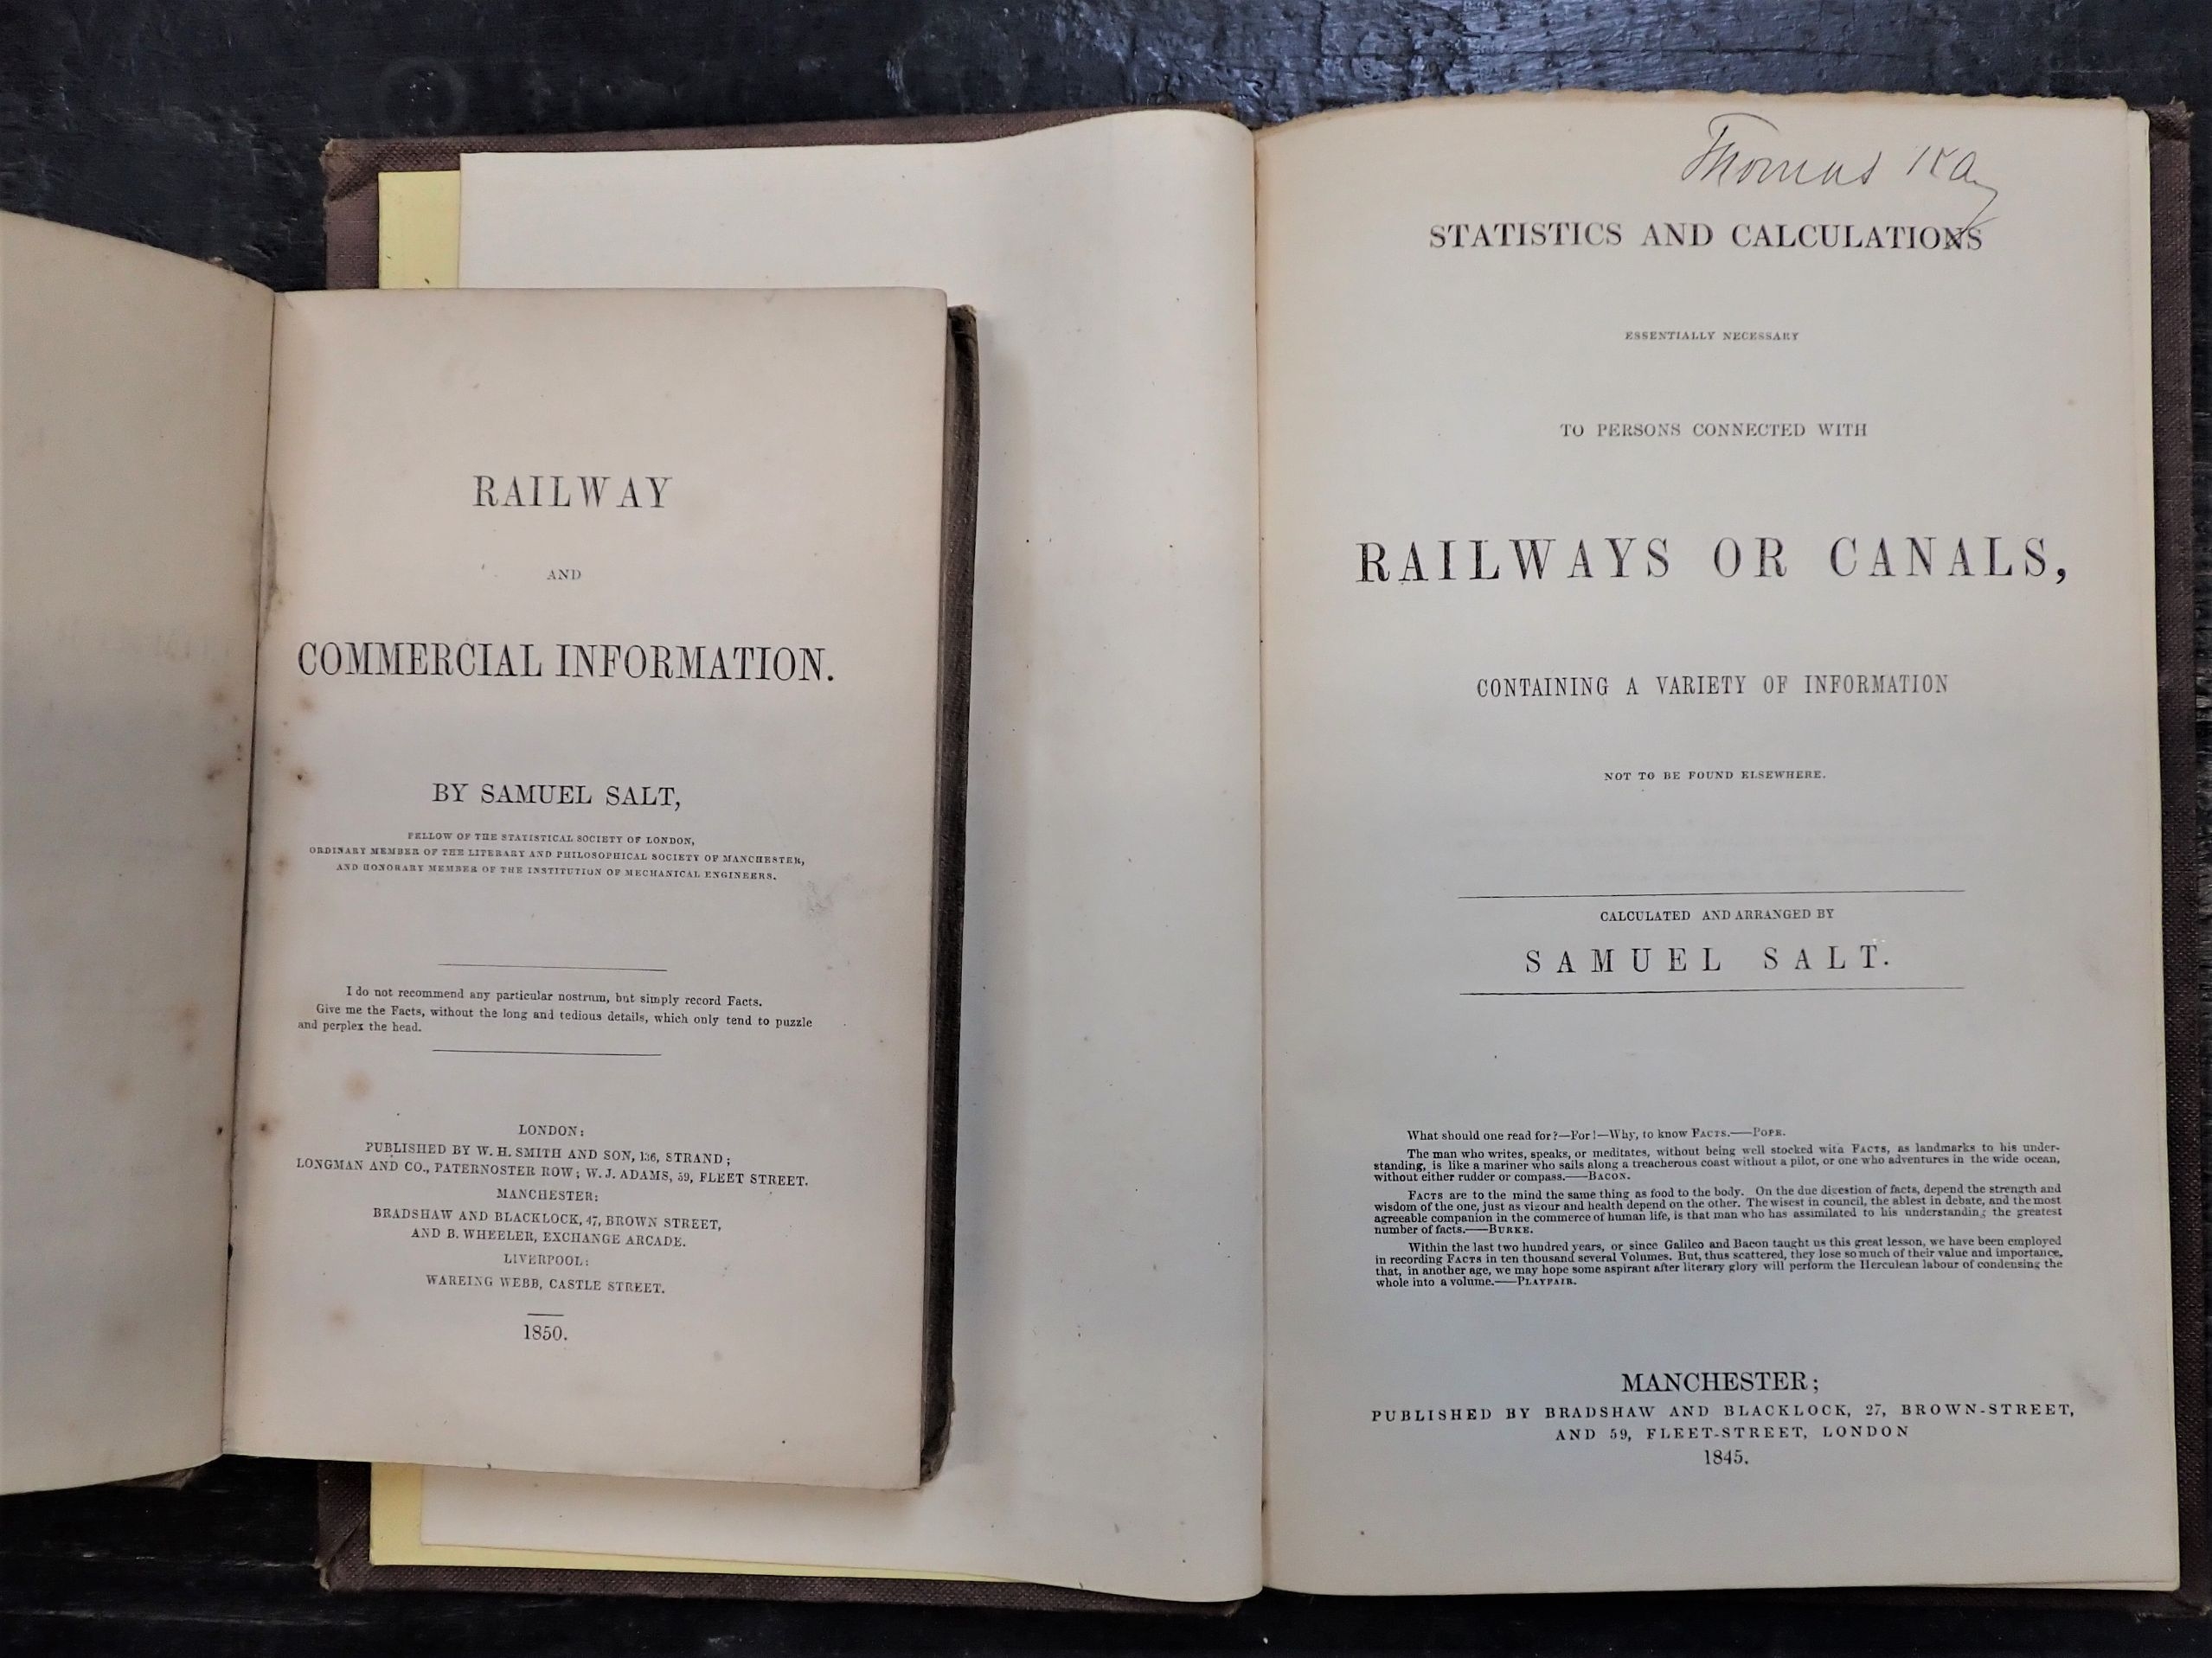 RAILWAY
AND
COMMERCIAL INFORMATION.
BY SAMUEL SALT,
FELLOW OF THE STATISTICAL SOCIETY OF LONDON,
ORDINARY MEMBER OF THE LITERARY AND PHILOSOPHICAL SOCIETY OF MANCHESTER,
AND HONORARY MEMBER OF THE INSTITUTION OF MECHANICAL ENGINEERS.
I do not recommend any particular nostrum, but simply record Facts.
Give me the Facts, without the long and tedious details, which only tend to puzzle
and perplex the head.
LONDON:
PUBLISHED BY W. H. SMITH AND SON, 136, STRAND;
LONGMAN AND CO., PATERNOSTER ROW; W. J. ADAMS, 59, FLEET STREET.
MANCHESTER:
BRADSHAW AND BLACKLOCK, 47, BROWN STREET,
AND B. WHEELER, EXCHANGE ARCADE.
LIVERPOOL:
WAREING WEBB, CASTLE STREET.
1850.
Thomas Kay
STATISTICS AND CALCULATIONS
ESSENTIALLY NECESSARY
TO PERSONS CONNECTED WITH
RAILWAYS OR CANALS,
CONTAINING A VARIETY OF INFORMATION
NOT TO BE FOUND ELSEWHERE.
CALCULATED AND ARRANGED BY
SAMUEL SALT.
What should one read for?—For!—Why, to know FACTS.——POPE.
The man who writes, speaks, or meditates, without being well stocked with FACTS, as landmarks to his under-
standing, is like a mariner who sails along a treacherous coast without a pilot, or one who adventures in the wide ocean,
without either rudder or compass.——BACON.
FACTS are to the mind the same thing as food to the body. On the due digestion of facts, depend the strength and
wisdom of the one, just as vigour and health depend on the other. The wisest in council, the ablest in debate, and the most
agreeable companion in the commerce of human life, is that man who has assimilated to his understanding the greatest
number of facts.——BURKE.
Within the last two hundred years, or since Galileo and Bacon taught us this great lesson, we have been employed
in recording FACTS in ten thousand several Volumes. But, thus scattered, they lose so much of their value and importance,
that, in another age, we may hope some aspirant after literary glory will perform the Herculean labour of condensing the
whole into a volume.——PLAYFAIR.
MANCHESTER;
PUBLISHED BY BRADSHAW AND BLACKLOCK, 27, BROWN-STREET,
AND 59, FLEET-STREET, LONDON
1845.